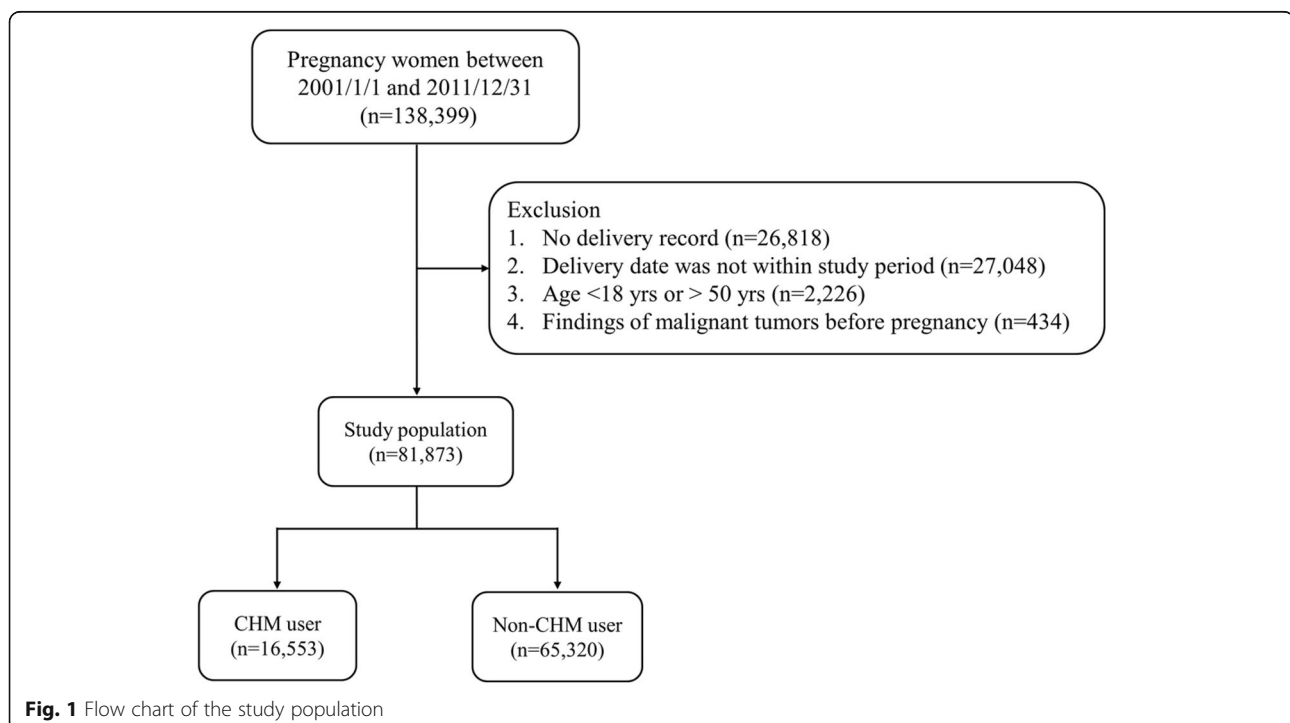 Pregnancy women between
2001/1/1 and 2011/12/31
(n=138,399)
Exclusion
1. No delivery record (n=26,818)
2. Delivery date was not within study period (n=27,048)
3. Age <18 yrs or > 50 yrs (n=2,226)
4. Findings of malignant tumors before pregnancy (n=434)
Study population
(n=81,873)
CHM user
(n=16,553)
Non-CHM user
(n=65,320)
Fig. 1 Flow chart of the study population